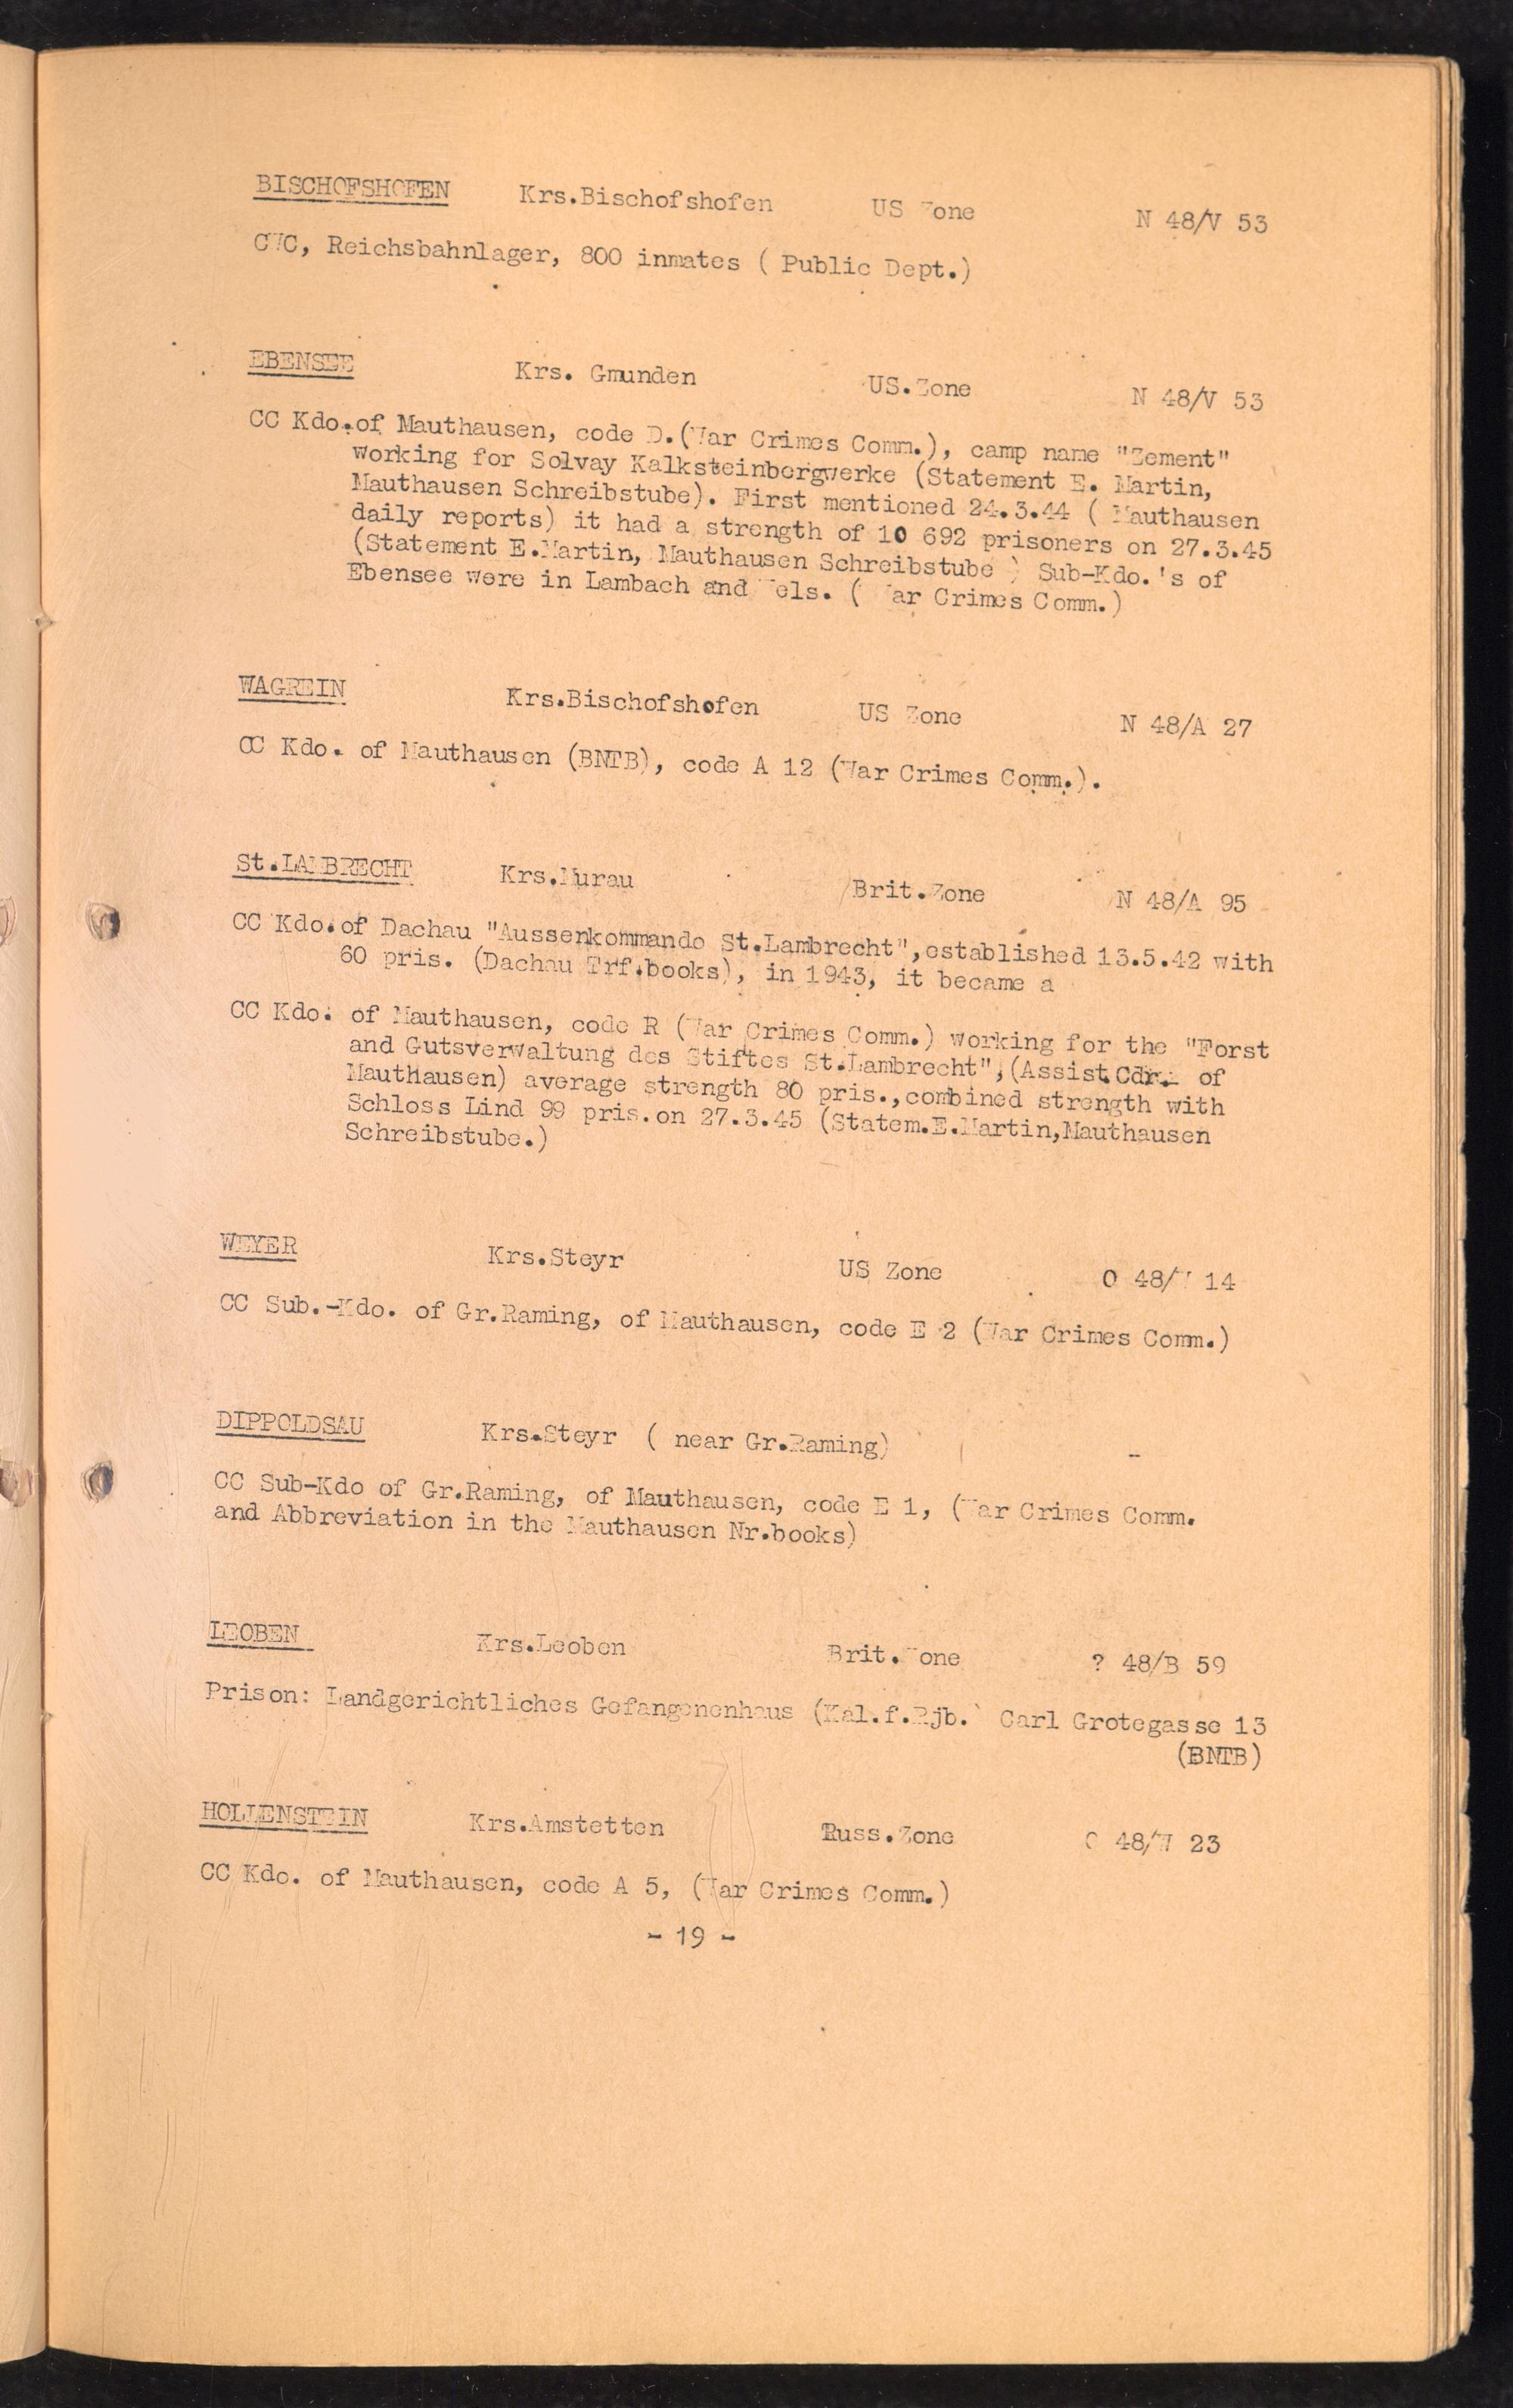 BISCHOFSHOFEN Krs.Bischofshofen US Zone N 48/V 53
CWC, Reichsbahnlager, 800 inmates ( Public Dept.)
EBENSEE Krs. Gmunden US.Zone N 48/V 53
CC Kdo.of Mauthausen, code D.(War Crimes Comm.), camp name "Zement"
working for Solvay Kalksteinbergwerke (Statement E. Martin,
Mauthausen Schreibstube). First mentioned 24.3.44 ( Mauthausen
daily reports) it had a strength of 10 692 prisoners on 27.3.45
(Statement E.Martin, Mauthausen Schreibstube ) Sub-Kdo.'s of
Ebensee were in Lambach and Wels. ( War Crimes Comm.)
WAGREIN Krs.Bischofshofen US Zone N 48/A 27
CC Kdo. of Mauthausen (BNTB), code A 12 (War Crimes Comm.).
St.LAMBRECHT Krs.Murau Brit.Zone N 48/A 95
CC Kdo.of Dachau "Aussenkommando St.Lambrecht",established 13.5.42 with
60 pris. (Dachau Trf.books), in 1943, it became a
CC Kdo. of Mauthausen, code R (War Crimes Comm.) working for the "Forst
and Gutsverwaltung des Stiftes St.Lambrecht",(Assist.Cdr. of
Mauthausen) average strength 80 pris.,combined strength with
Schloss Lind 99 pris.on 27.3.45 (Statem.E.Martin,Mauthausen
Schreibstube.)
WEYER Krs.Steyr US Zone O 48/ 14
CC Sub.-Kdo. of Gr.Raming, of Mauthausen, code E 2 (War Crimes Comm.)
DIPPOLDSAU Krs.Steyr ( near Gr.Raming) -
CC Sub-Kdo of Gr.Raming, of Mauthausen, code E 1, (War Crimes Comm.
and Abbreviation in the Mauthausen Nr.books)
LEOBEN Krs.Leoben Brit.Zone ? 48/B 59
Prison: Landgerichtliches Gefangenenhaus (Kal.f.Rjb.) Carl Grotegasse 13
(BNTB)
HOLLENSTEIN Krs.Amstetten Russ.Zone O 48/W 23
CC Kdo. of Mauthausen, code A 5, (War Crimes Comm.)
- 19 -